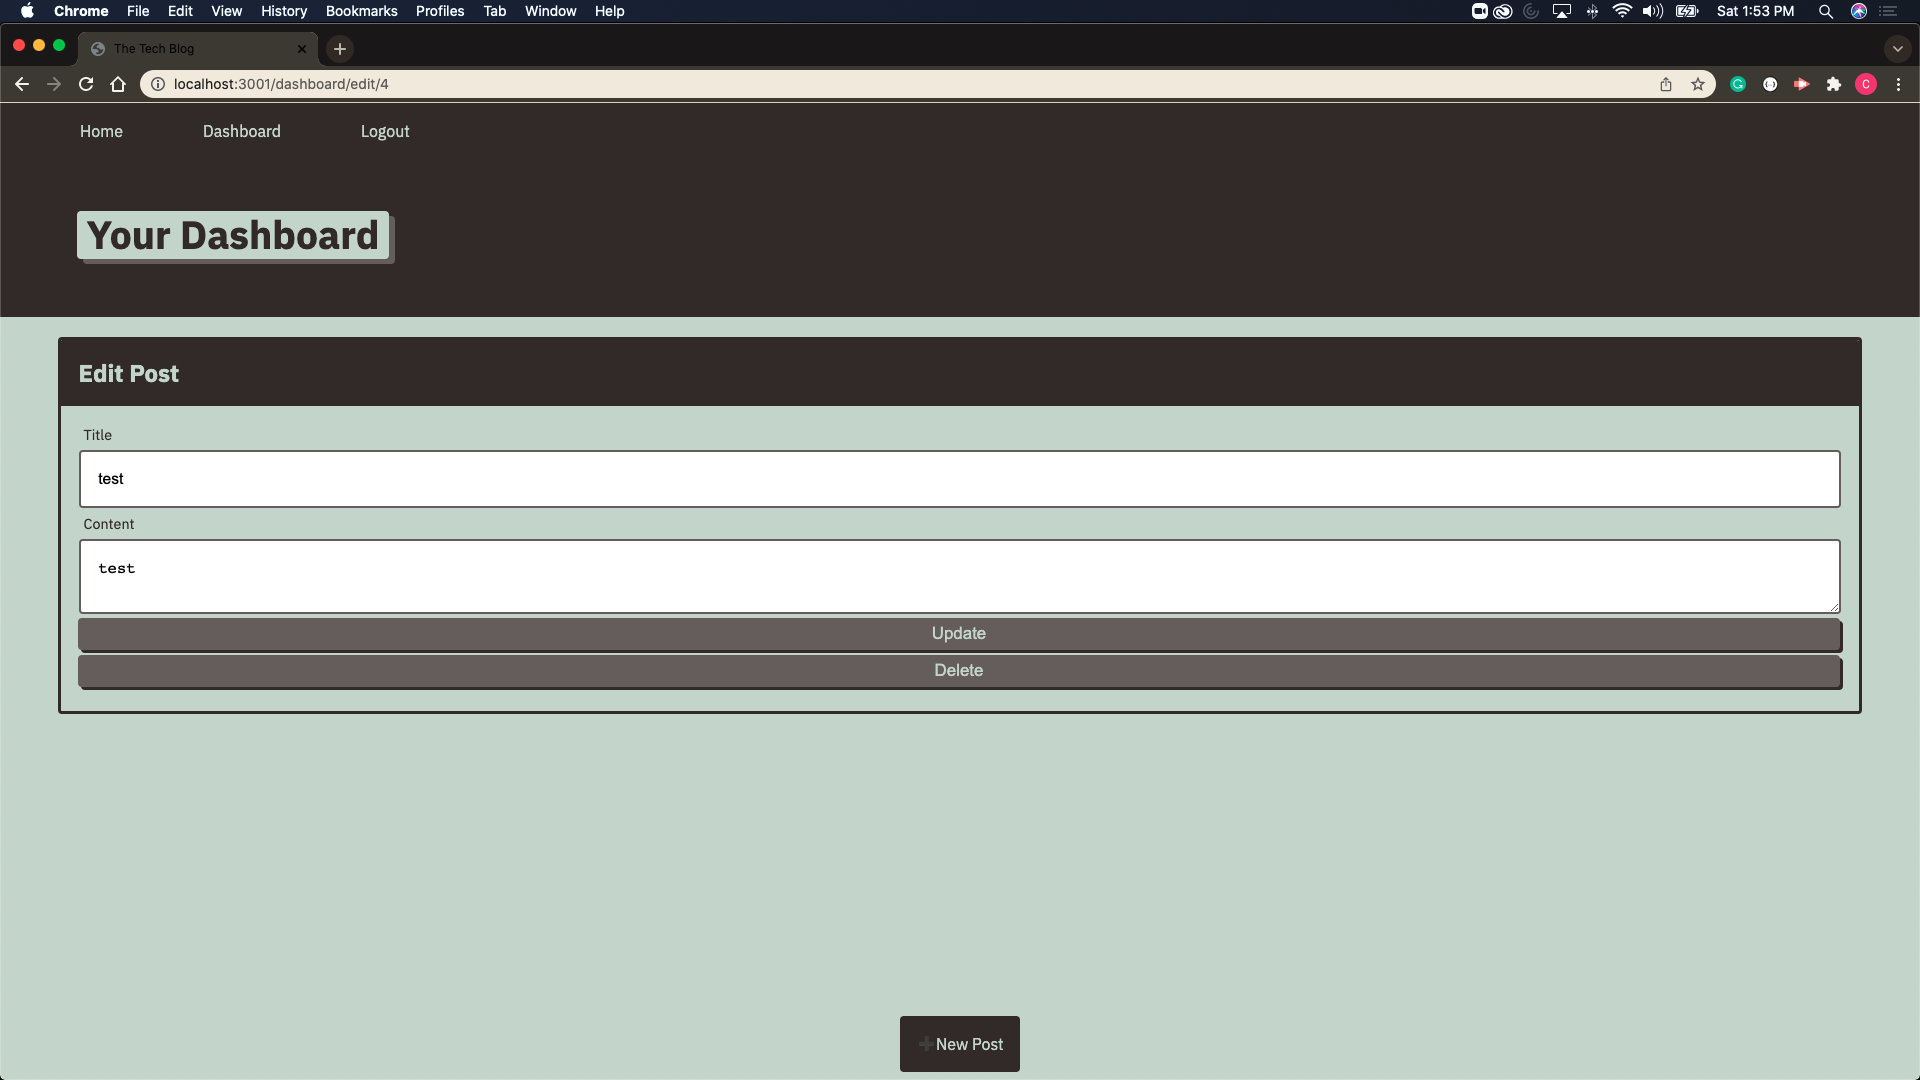 Chrome File Edit View History Bookmarks Profiles Tab Window Help Sat 1:53 PM
The Tech Blog
localhost:3001/dashboard/edit/4
Home Dashboard Logout
Your Dashboard
Edit Post
Title
test
Content
test
Update
Delete
➕New Post